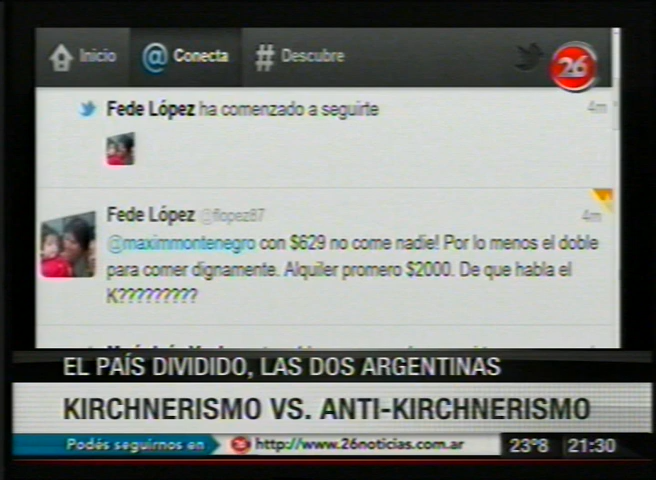 Inicio @ Conecta # Descubre
26
Fede López ha comenzado a seguirte
4m
Fede López @flopez87
4m
@maximmontenegro con $629 no come nadie! Por lo menos el doble
para comer dignamente. Alquiler promero $2000. De que habla el
K?????????
EL PAÍS DIVIDIDO, LAS DOS ARGENTINAS
KIRCHNERISMO VS. ANTI-KIRCHNERISMO
Podés seguirnos en 26 http://www.26noticias.com.ar 23°8 21:30